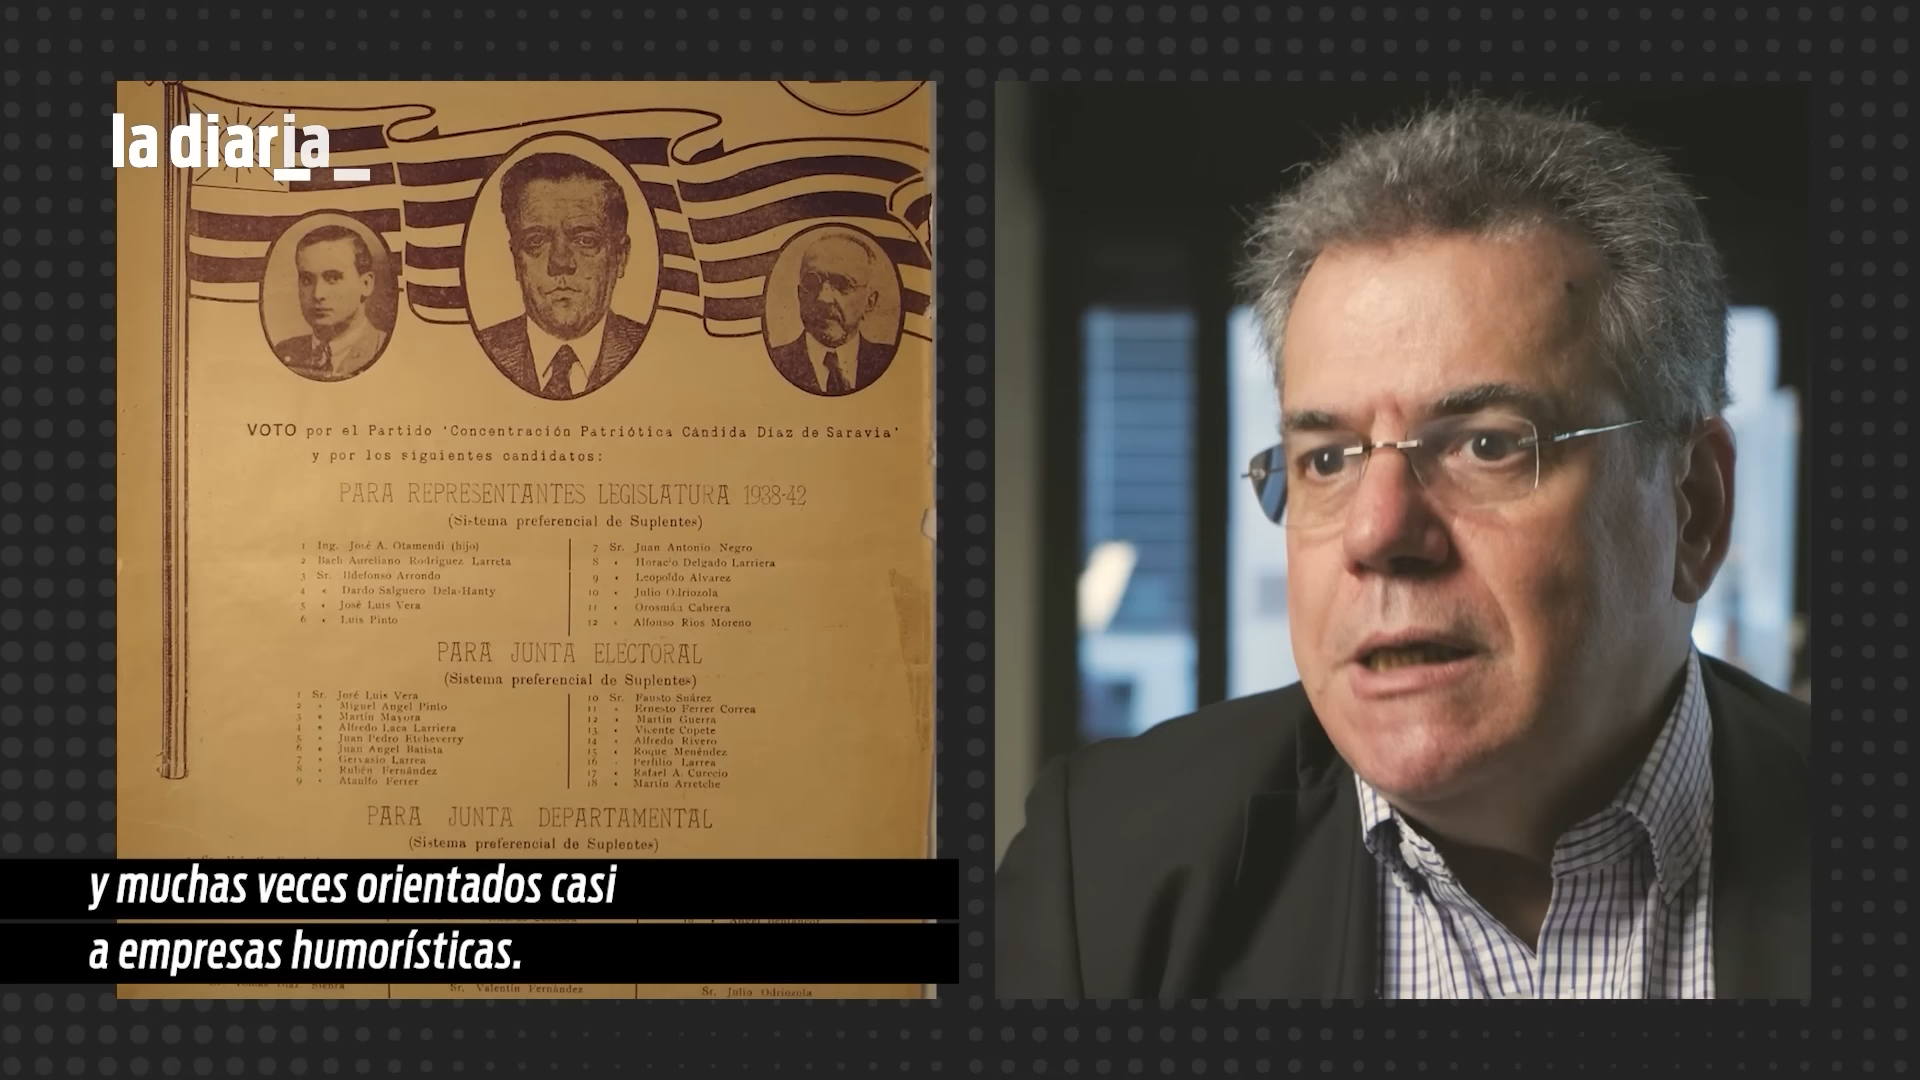 la diaria_
VOTO por el Partido 'Concentración Patriótica Cándida Díaz de Saravia'
y por los siguientes candidatos:
PARA REPRESENTANTES LEGISLATURA 1938-42
(Sistema preferencial de Suplentes)
1 Ing. José A. Otamendi (hijo)
2 Bach Aureliano Rodríguez Larreta
3 Sr. Ildefonso Arrondo
4 « Dardo Salguero Dela-Hanty
5 « José Luis Vera
6 « Luis Pinto
7 Sr. Juan Antonio Negro
8 « Horacio Delgado Larriera
9 « Leopoldo Alvarez
10 « Julio Odriozola
11 « Orosmán Cabrera
12 « Alfonso Rios Moreno
PARA JUNTA ELECTORAL
(Sistema preferencial de Suplentes)
1 Sr. José Luis Vera
2 « Miguel Angel Pinto
3 « Martín Mayora
4 « Alfredo Laca Larriera
5 « Juan Pedro Etcheverry
6 « Juan Angel Batista
7 « Gervasio Larrea
8 « Rubén Fernández
9 « Ataulfo Ferrer
10 Sr. Fausto Suárez
11 « Ernesto Ferrer Correa
12 « Martín Guerra
13 « Vicente Copete
14 « Alfredo Rivero
15 « Roque Menéndez
16 « Perfilio Larrea
17 « Rafael A. Curccio
18 « Martín Arretche
PARA JUNTA DEPARTAMENTAL
(Sistema preferencial de Suplentes)
y muchas veces orientados casi
a empresas humorísticas.
Sr. Valentín Fernández
Sr. Julio Odriozola